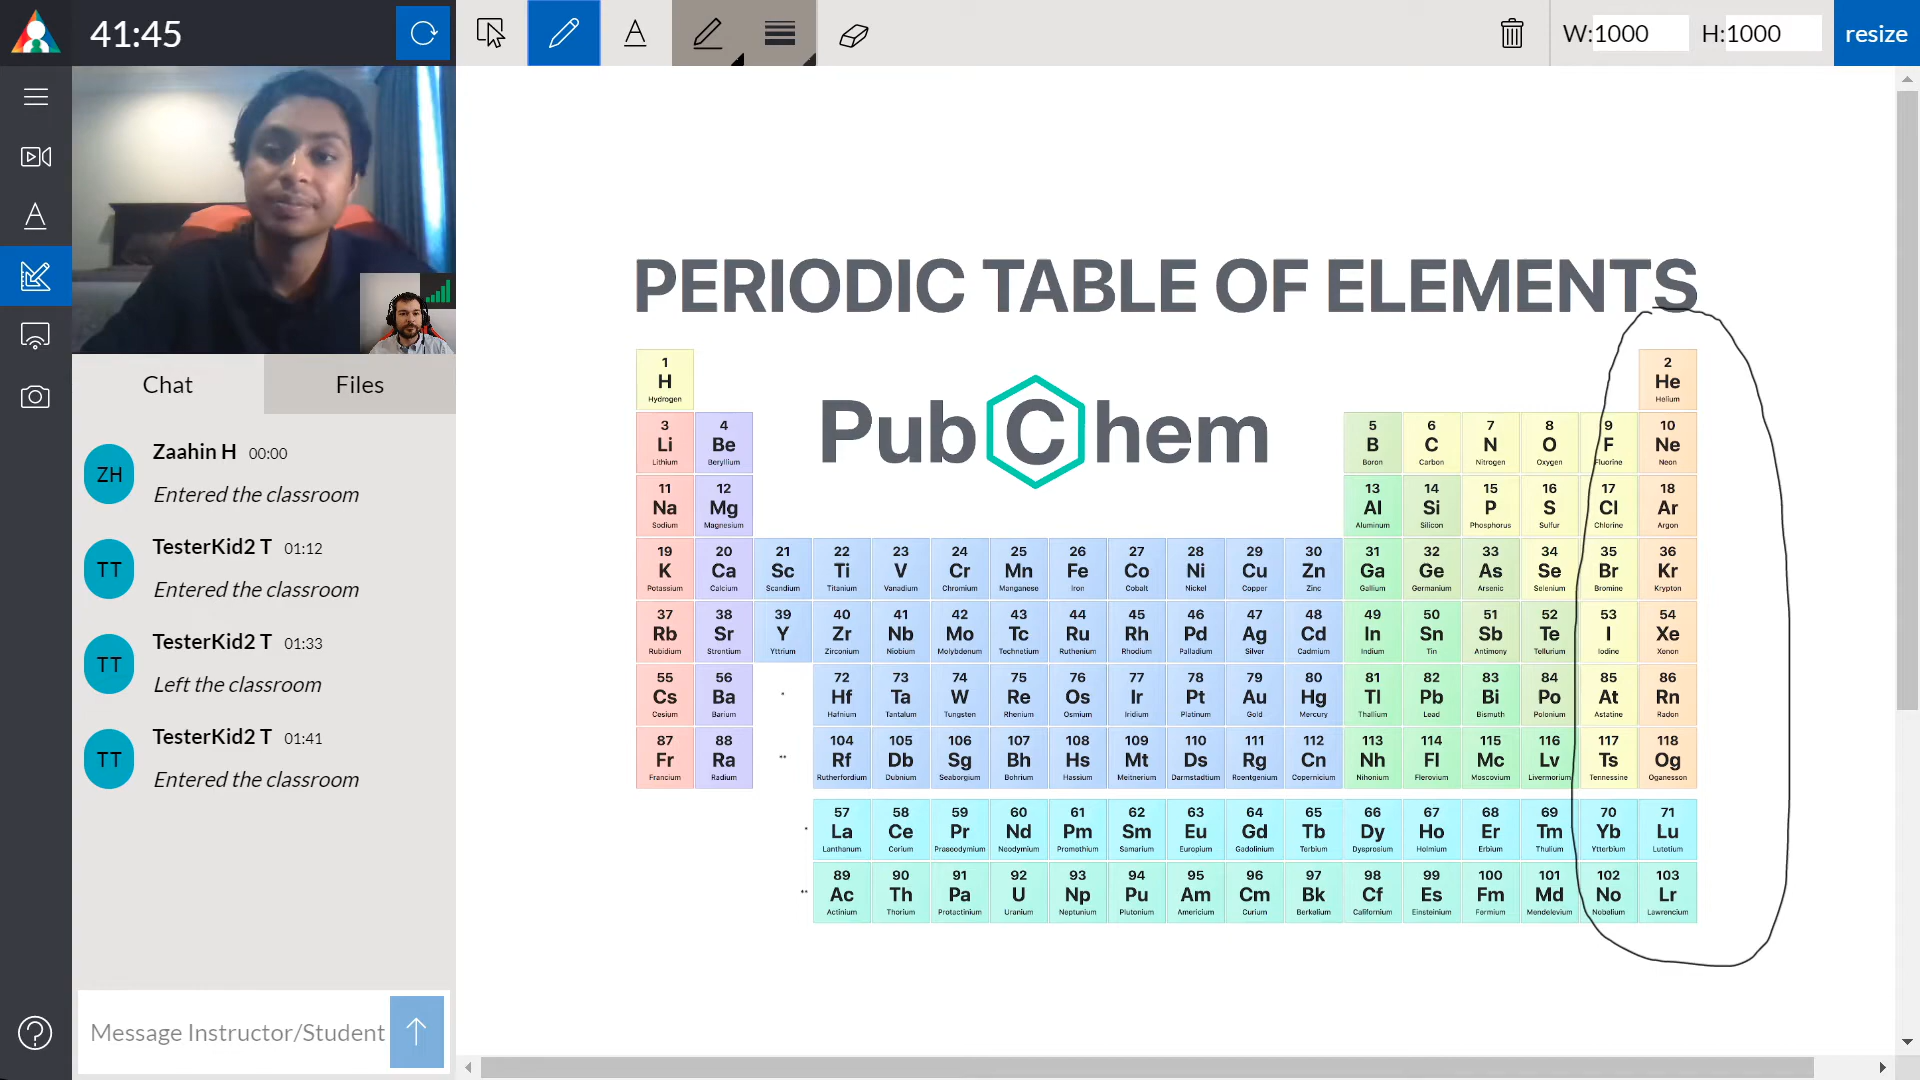 41:45
W:1000
H:1000
resize
Chat
Files
ZH
Zaahin H 00:00
Entered the classroom
TT
TesterKid2 T 01:12
Entered the classroom
TT
TesterKid2 T 01:33
Left the classroom
TT
TesterKid2 T 01:41
Entered the classroom
Message Instructor/Student
PERIODIC TABLE OF ELEMENTS
PubChem
1 2
H He
Hydrogen Helium
3 4 5 6 7 8 9 10
Li Be B C N O F Ne
Lithium Beryllium Boron Carbon Nitrogen Oxygen Fluorine Neon
11 12 13 14 15 16 17 18
Na Mg Al Si P S Cl Ar
Sodium Magnesium Aluminum Silicon Phosphorus Sulfur Chlorine Argon
19 20 21 22 23 24 25 26 27 28 29 30 31 32 33 34 35 36
K Ca Sc Ti V Cr Mn Fe Co Ni Cu Zn Ga Ge As Se Br Kr
Potassium Calcium Scandium Titanium Vanadium Chromium Manganese Iron Cobalt Nickel Copper Zinc Gallium Germanium Arsenic Selenium Bromine Krypton
37 38 39 40 41 42 43 44 45 46 47 48 49 50 51 52 53 54
Rb Sr Y Zr Nb Mo Tc Ru Rh Pd Ag Cd In Sn Sb Te I Xe
Rubidium Strontium Yttrium Zirconium Niobium Molybdenum Technetium Ruthenium Rhodium Palladium Silver Cadmium Indium Tin Antimony Tellurium Iodine Xenon
55 56 * 72 73 74 75 76 77 78 79 80 81 82 83 84 85 86
Cs Ba Hf Ta W Re Os Ir Pt Au Hg Tl Pb Bi Po At Rn
Cesium Barium Hafnium Tantalum Tungsten Rhenium Osmium Iridium Platinum Gold Mercury Thallium Lead Bismuth Polonium Astatine Radon
87 88 ** 104 105 106 107 108 109 110 111 112 113 114 115 116 117 118
Fr Ra Rf Db Sg Bh Hs Mt Ds Rg Cn Nh Fl Mc Lv Ts Og
Francium Radium Rutherfordium Dubnium Seaborgium Bohrium Hassium Meitnerium Darmstadtium Roentgenium Copernicium Nihonium Flerovium Moscovium Livermorium Tennessine Oganesson
* 57 58 59 60 61 62 63 64 65 66 67 68 69 70 71
La Ce Pr Nd Pm Sm Eu Gd Tb Dy Ho Er Tm Yb Lu
Lanthanum Cerium Praseodymium Neodymium Promethium Samarium Europium Gadolinium Terbium Dysprosium Holmium Erbium Thulium Ytterbium Lutetium
** 89 90 91 92 93 94 95 96 97 98 99 100 101 102 103
Ac Th Pa U Np Pu Am Cm Bk Cf Es Fm Md No Lr
Actinium Thorium Protactinium Uranium Neptunium Plutonium Americium Curium Berkelium Californium Einsteinium Fermium Mendelevium Nobelium Lawrencium